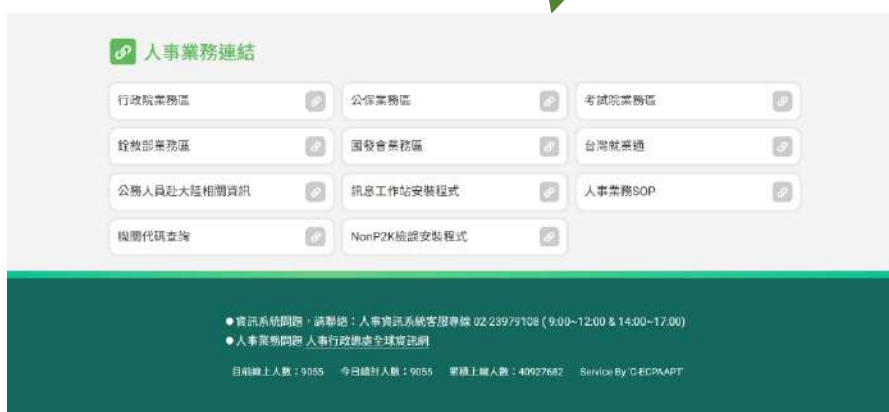 人事業務連結
行政院業務區
公保業務區
考試院業務區
銓敘部業務區
國發會業務區
台灣就業通
公務人員赴大陸相關資訊
訊息工作站安裝程式
人事業務SOP
機關代碼查詢
NonP2K檢誤安裝程式
●資訊系統問題，請聯絡：人事資訊系統客服專線 02-23979108 ( 9:00~12:00 & 14:00~17:00)
●人事業務問題 人事行政總處全球資訊網
目前線上人數：9055 今日總計人數：9055 累積上線人數：40927682 Service By 'C-ECPAAPT'